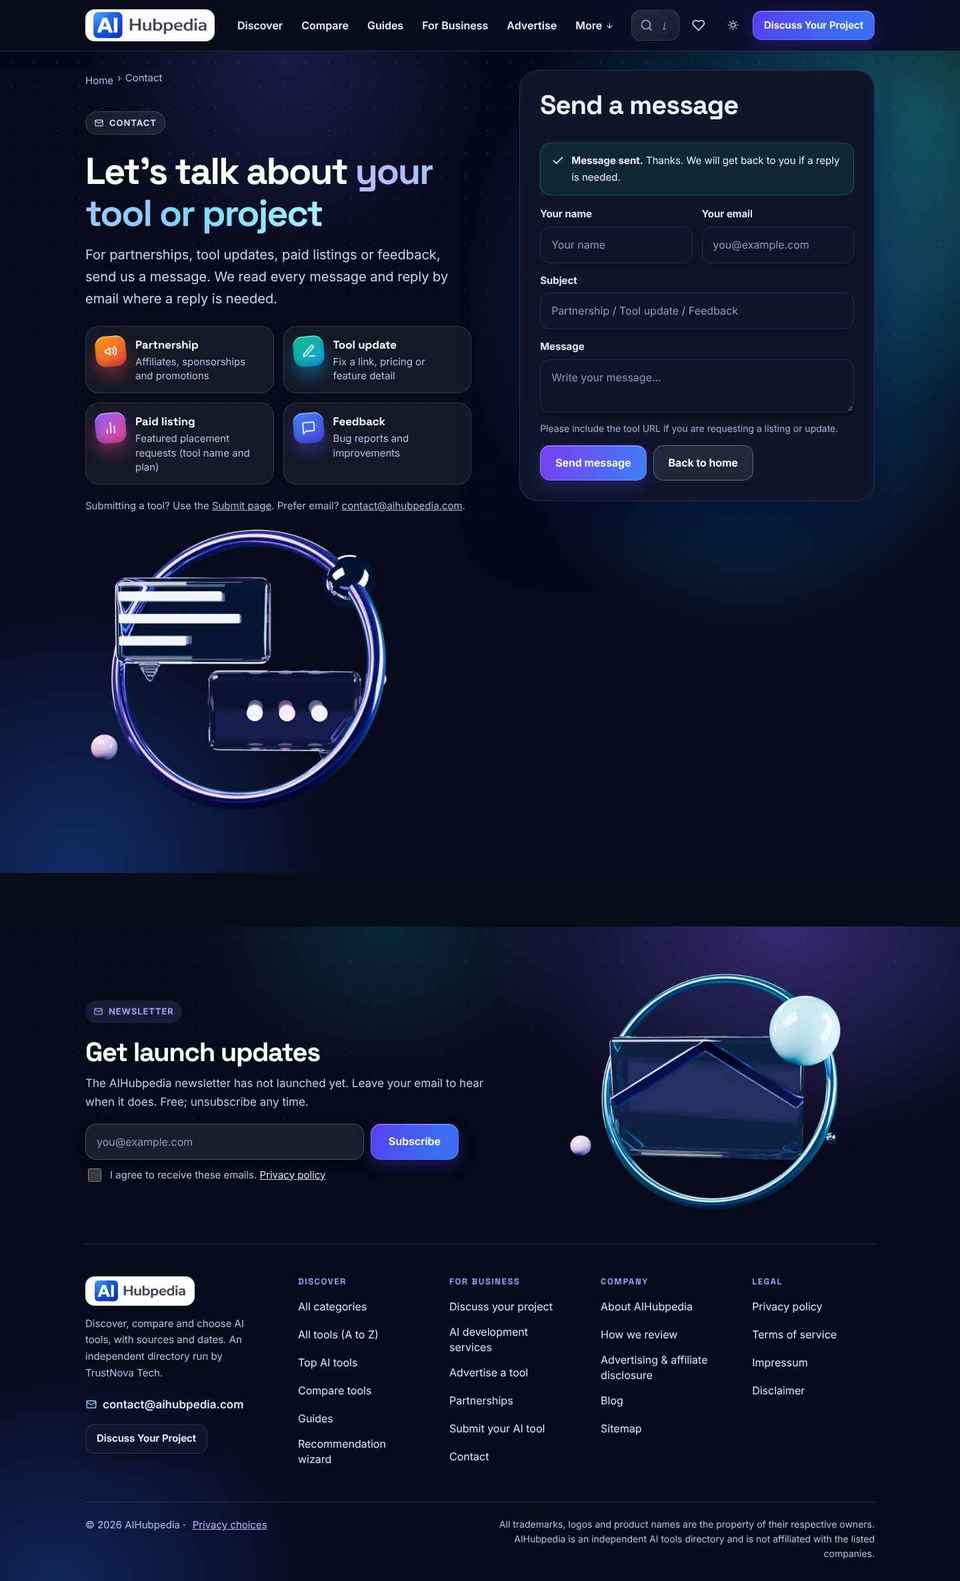 AI Hubpedia
Discover
Compare
Guides
For Business
Advertise
More
/
Discuss Your Project
Home › Contact
CONTACT
Let’s talk about your
tool or project
For partnerships, tool updates, paid listings or feedback,
send us a message. We read every message and reply by
email where a reply is needed.
Partnership
Affiliates, sponsorships
and promotions
Tool update
Fix a link, pricing or
feature detail
Paid listing
Featured placement
requests (tool name and
plan)
Feedback
Bug reports and
improvements
Submitting a tool? Use the Submit page. Prefer email? contact@aihubpedia.com.
Send a message
Message sent. Thanks. We will get back to you if a reply
is needed.
Your name
Your name
Your email
you@example.com
Subject
Partnership / Tool update / Feedback
Message
Write your message...
Please include the tool URL if you are requesting a listing or update.
Send message
Back to home
NEWSLETTER
Get launch updates
The AIHubpedia newsletter has not launched yet. Leave your email to hear
when it does. Free; unsubscribe any time.
you@example.com
Subscribe
I agree to receive these emails. Privacy policy
AI Hubpedia
Discover, compare and choose AI
tools, with sources and dates. An
independent directory run by
TrustNova Tech.
contact@aihubpedia.com
Discuss Your Project
DISCOVER
All categories
All tools (A to Z)
Top AI tools
Compare tools
Guides
Recommendation
wizard
FOR BUSINESS
Discuss your project
AI development
services
Advertise a tool
Partnerships
Submit your AI tool
Contact
COMPANY
About AIHubpedia
How we review
Advertising & affiliate
disclosure
Blog
Sitemap
LEGAL
Privacy policy
Terms of service
Impressum
Disclaimer
© 2026 AIHubpedia · Privacy choices
All trademarks, logos and product names are the property of their respective owners.
AIHubpedia is an independent AI tools directory and is not affiliated with the listed
companies.